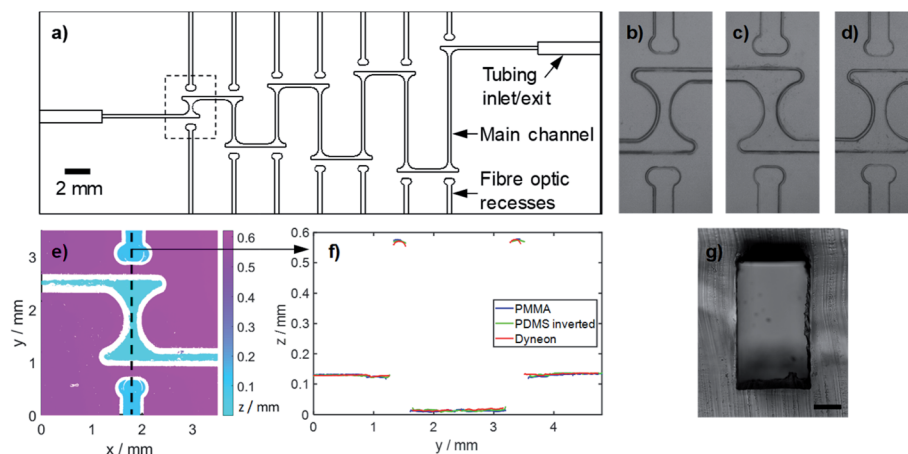 a)
Tubing
inlet/exit
Main channel
Fibre optic
recesses
2 mm
b)
c)
d)
e)
3
2
1
0
y / mm
0
1
2
3
x / mm
0.6
0.5
0.4
0.3
0.2
0.1
z / mm
f)
0.6
0.5
0.4
0.3
0.2
0.1
0
z / mm
PMMA
PDMS inverted
Dyneon
0
1
2
3
4
y / mm
g)